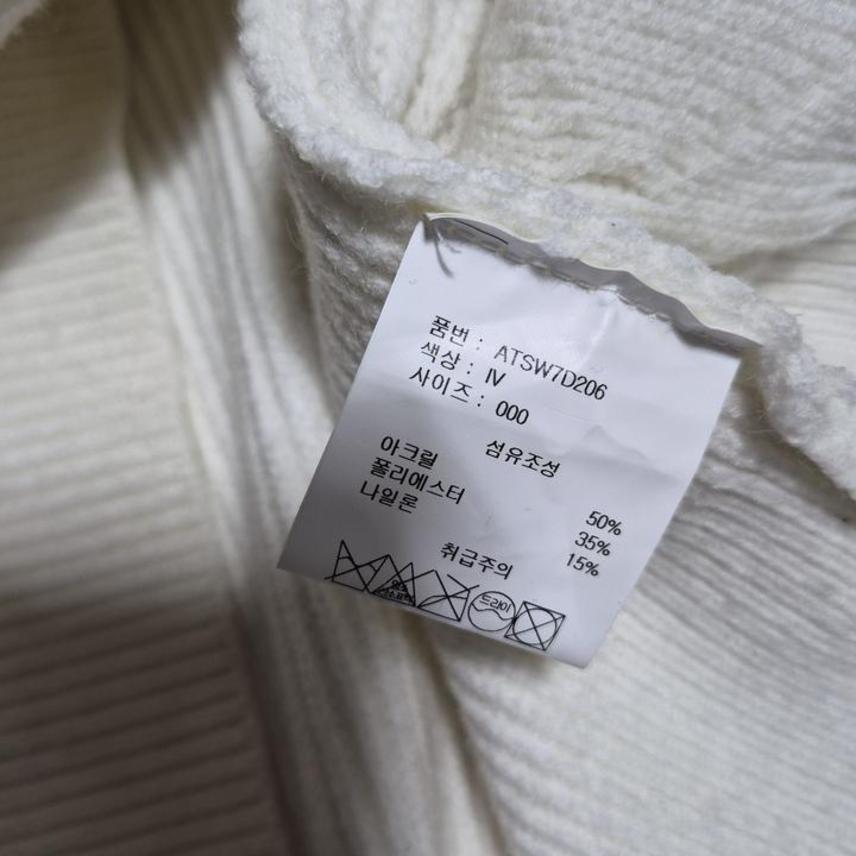 품번 : ATSW7D206
색상 : IV
사이즈 : 000
섬유조성
아크릴 50%
폴리에스터 35%
나일론 15%
취급주의
드라이